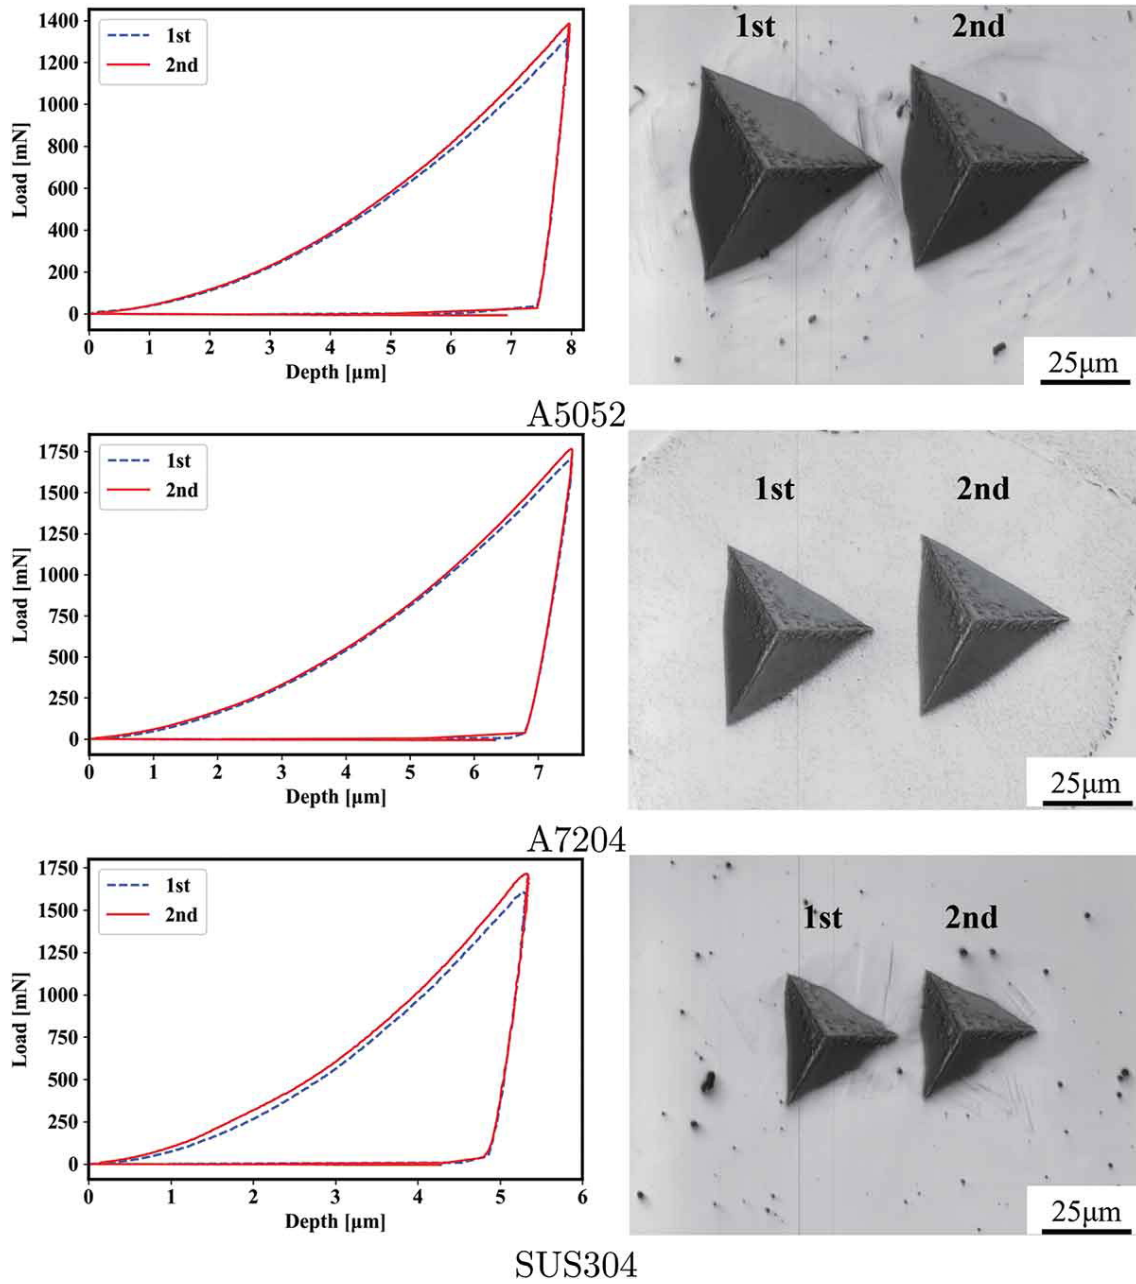 1400
1200
1000
800
600
400
200
0
Load [mN]
1st
2nd
0 1 2 3 4 5 6 7 8
Depth [μm]
1st 2nd
25μm
A5052
1750
1500
1250
1000
750
500
250
0
Load [mN]
1st
2nd
0 1 2 3 4 5 6 7
Depth [μm]
1st 2nd
25μm
A7204
1750
1500
1250
1000
750
500
250
0
Load [mN]
1st
2nd
0 1 2 3 4 5 6
Depth [μm]
1st 2nd
25μm
SUS304